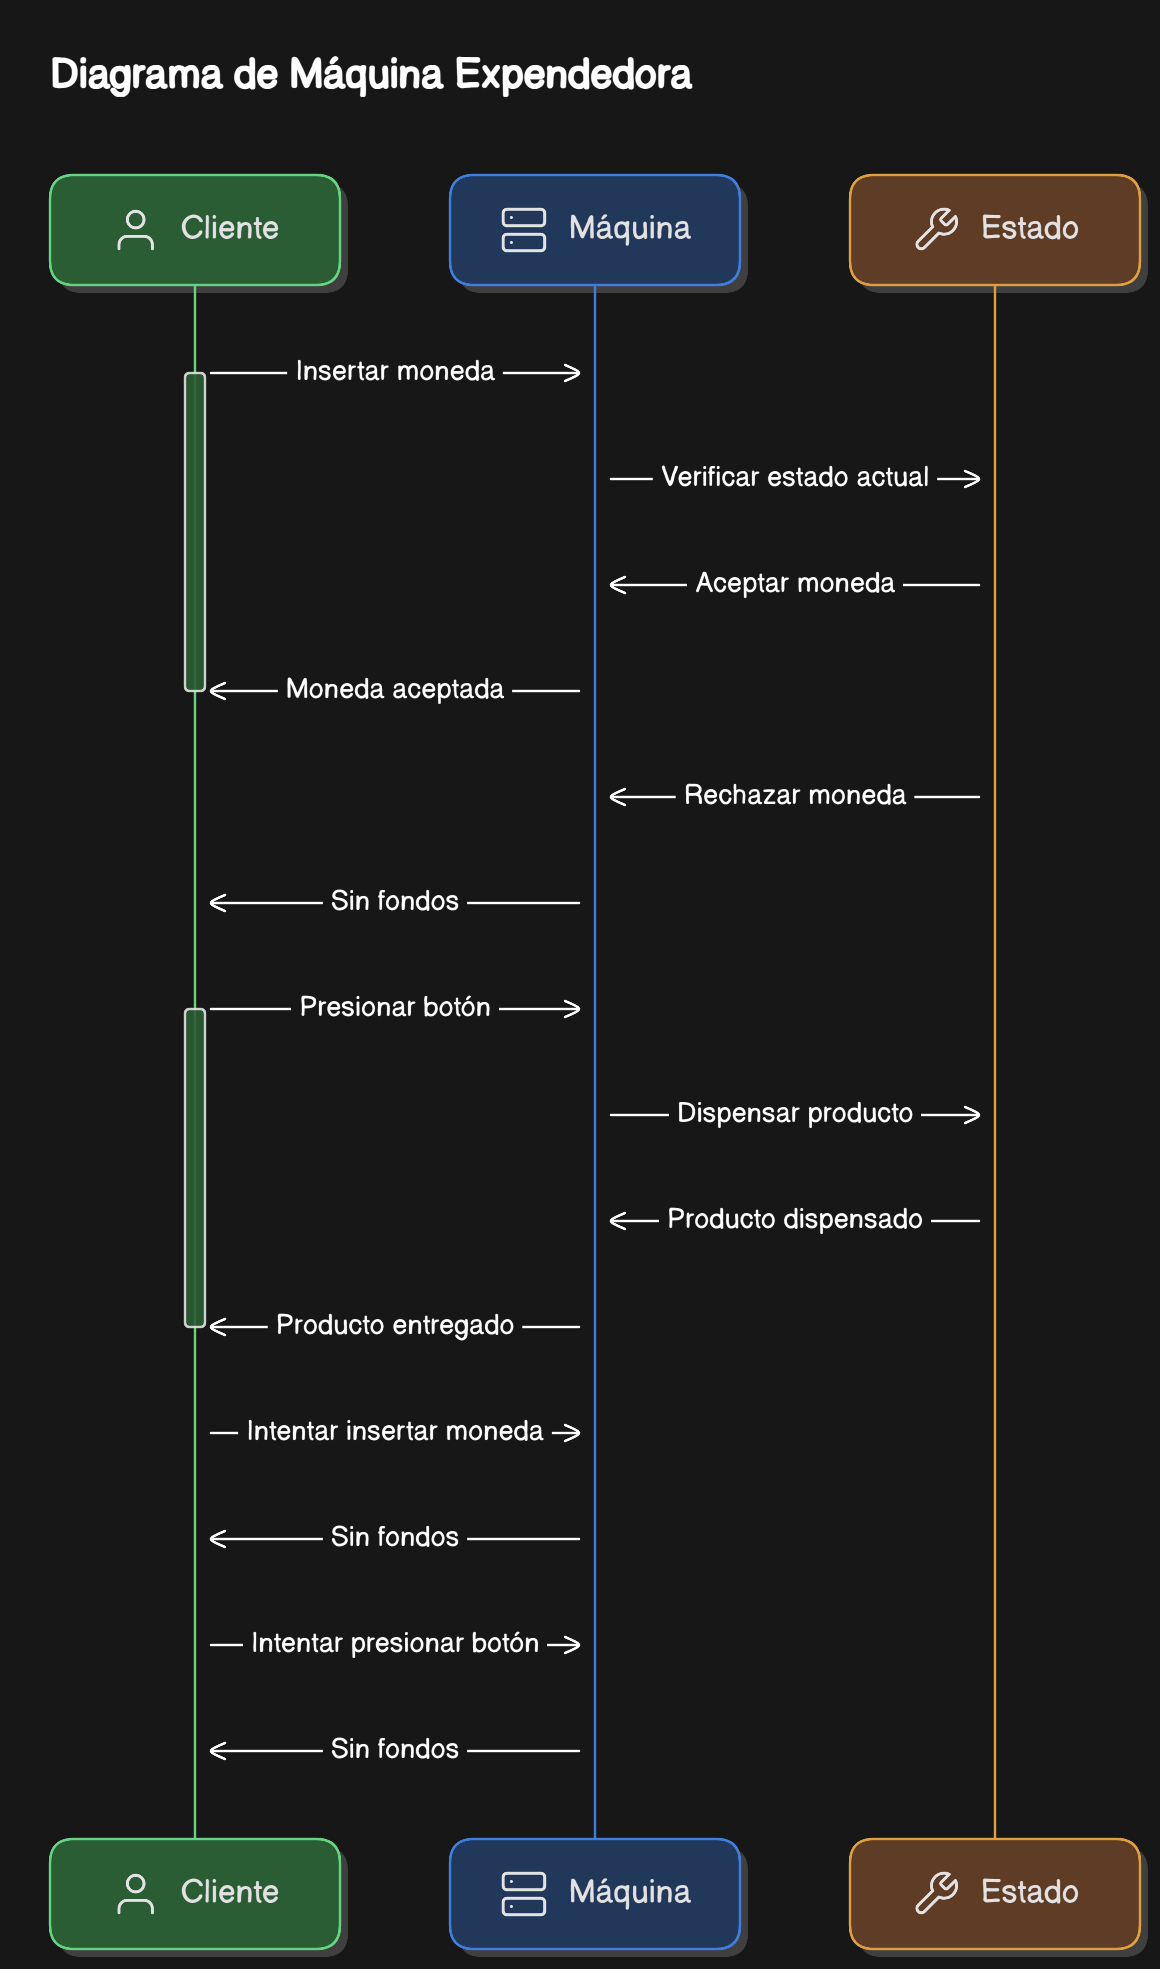 Diagrama de Máquina Expendedora
Cliente
Máquina
Estado
Insertar moneda
Verificar estado actual
Aceptar moneda
Moneda aceptada
Rechazar moneda
Sin fondos
Presionar botón
Dispensar producto
Producto dispensado
Producto entregado
Intentar insertar moneda
Sin fondos
Intentar presionar botón
Sin fondos
Cliente
Máquina
Estado